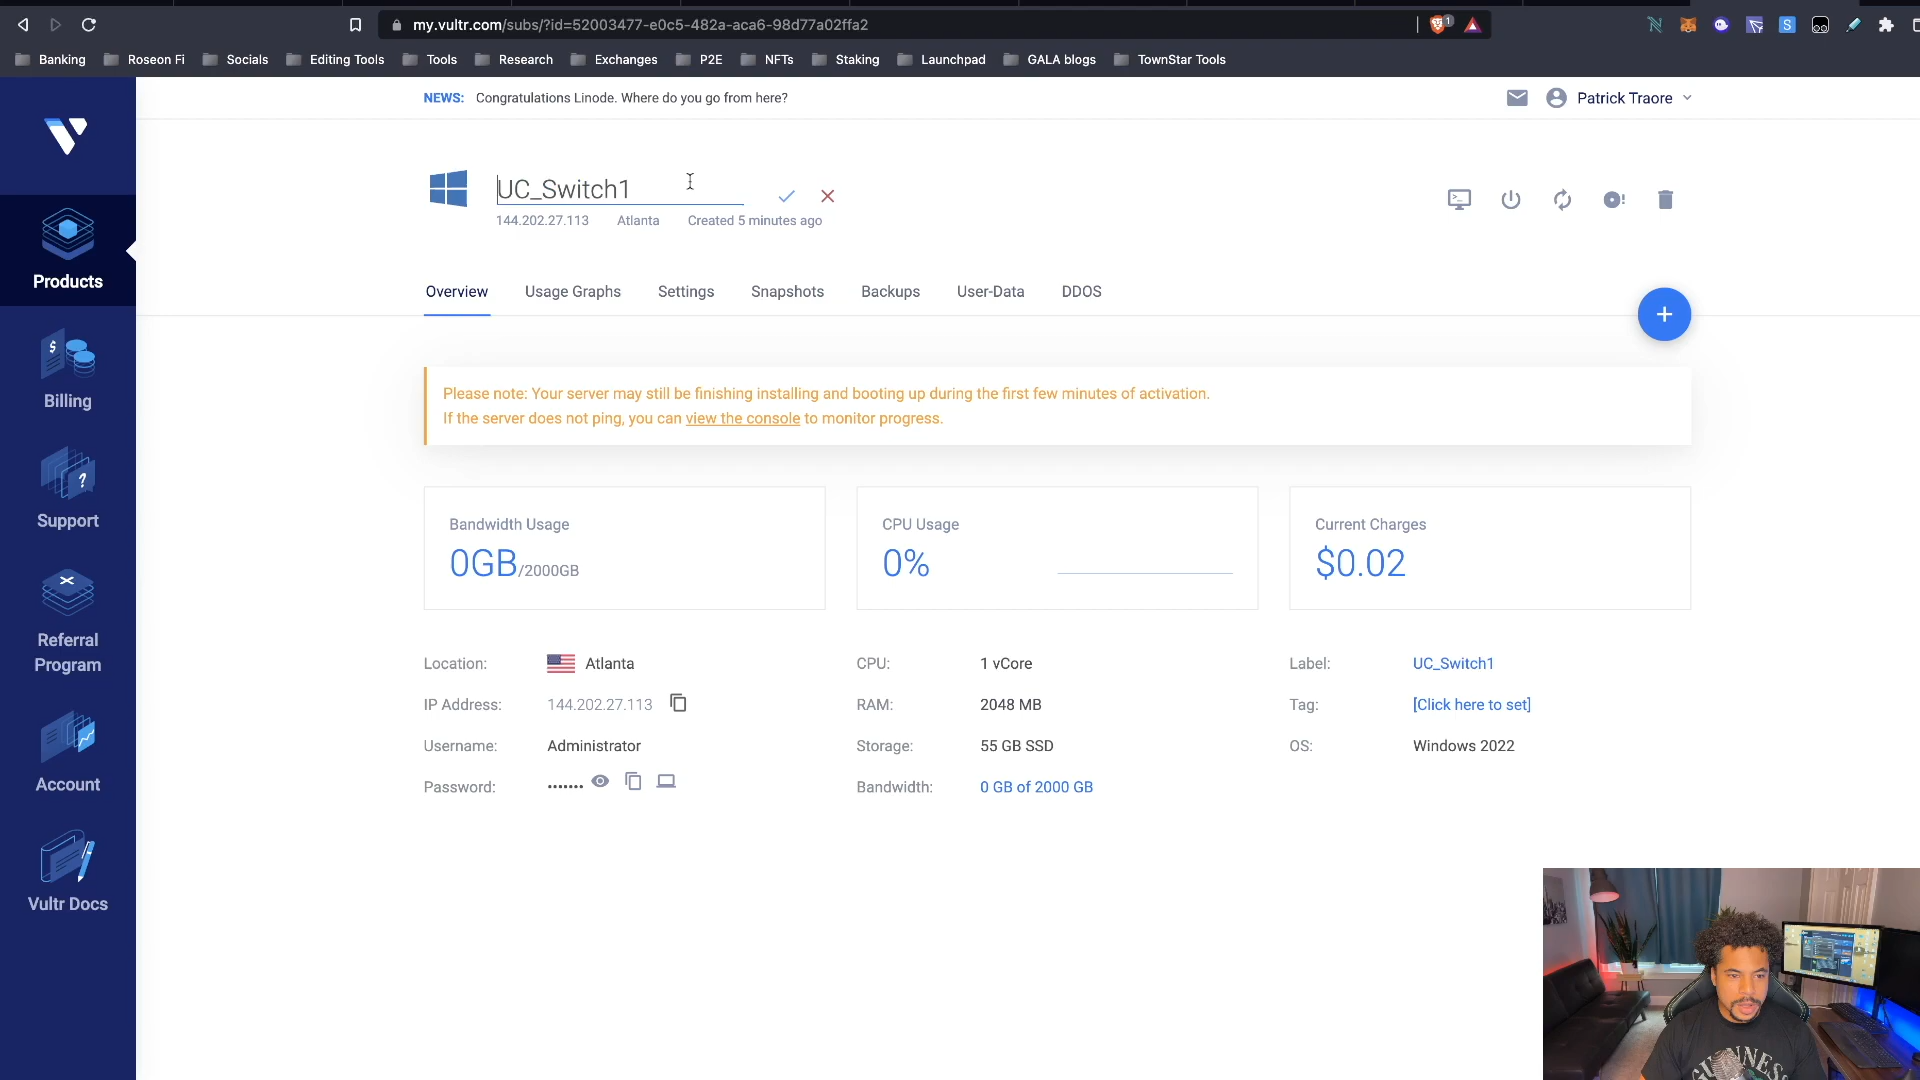 my.vultr.com/subs/?id=52003477-e0c5-482a-aca6-98d77a02ffa2
1
Banking Roseon Fi Socials Editing Tools Tools Research Exchanges P2E NFTs Staking Launchpad GALA blogs TownStar Tools
NEWS: Congratulations Linode. Where do you go from here?
Patrick Traore
UC_Switch1
144.202.27.113 Atlanta Created 5 minutes ago
Products
Billing
Support
Referral
Program
Account
Vultr Docs
Overview Usage Graphs Settings Snapshots Backups User-Data DDOS
+
Please note: Your server may still be finishing installing and booting up during the first few minutes of activation.
If the server does not ping, you can view the console to monitor progress.
Bandwidth Usage
0GB/2000GB
CPU Usage
0%
Current Charges
$0.02
Location: Atlanta
IP Address: 144.202.27.113
Username: Administrator
Password: •••••••
CPU: 1 vCore
RAM: 2048 MB
Storage: 55 GB SSD
Bandwidth: 0 GB of 2000 GB
Label: UC_Switch1
Tag: [Click here to set]
OS: Windows 2022
GUINNESS